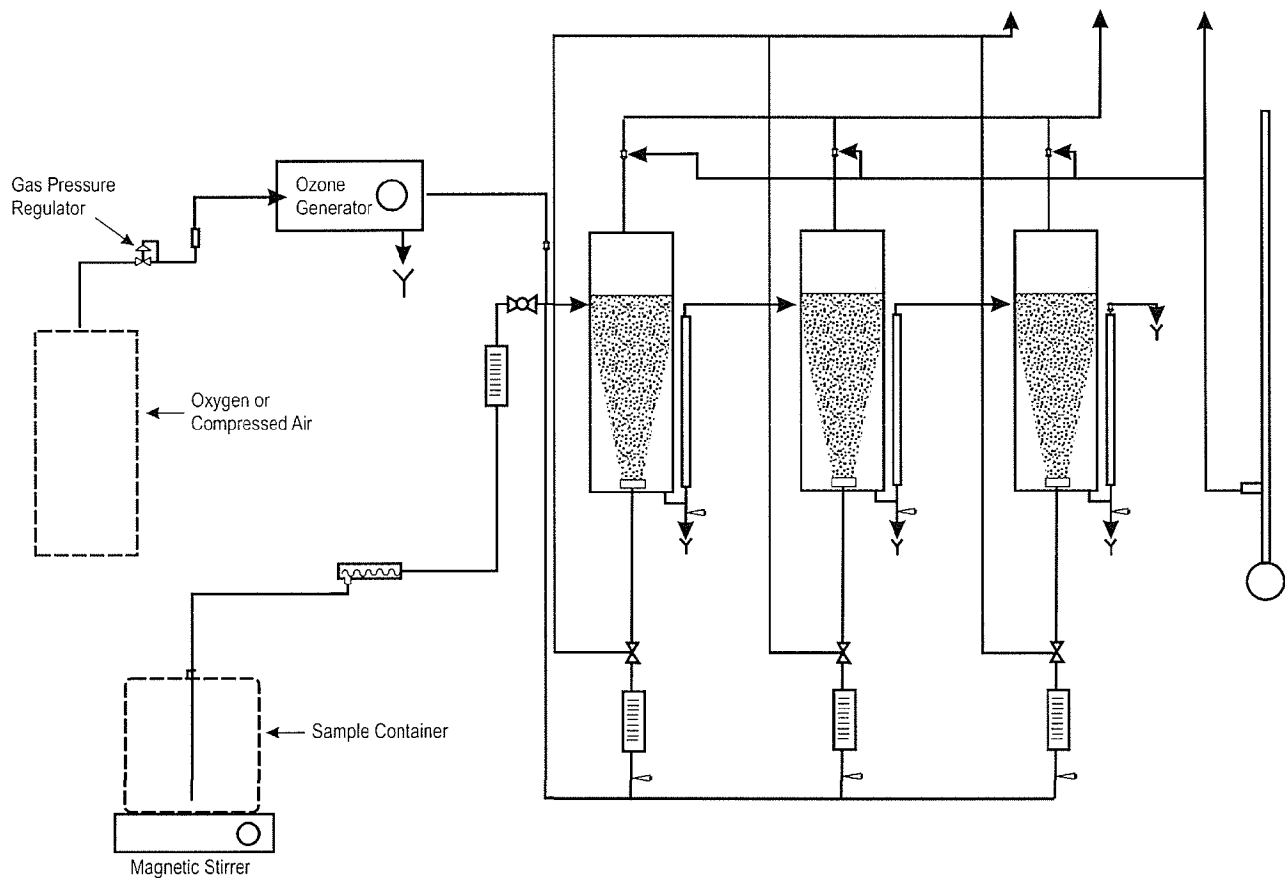 Gas Pressure
Regulator
Ozone
Generator
Oxygen or
Compressed Air
Sample Container
Magnetic Stirrer